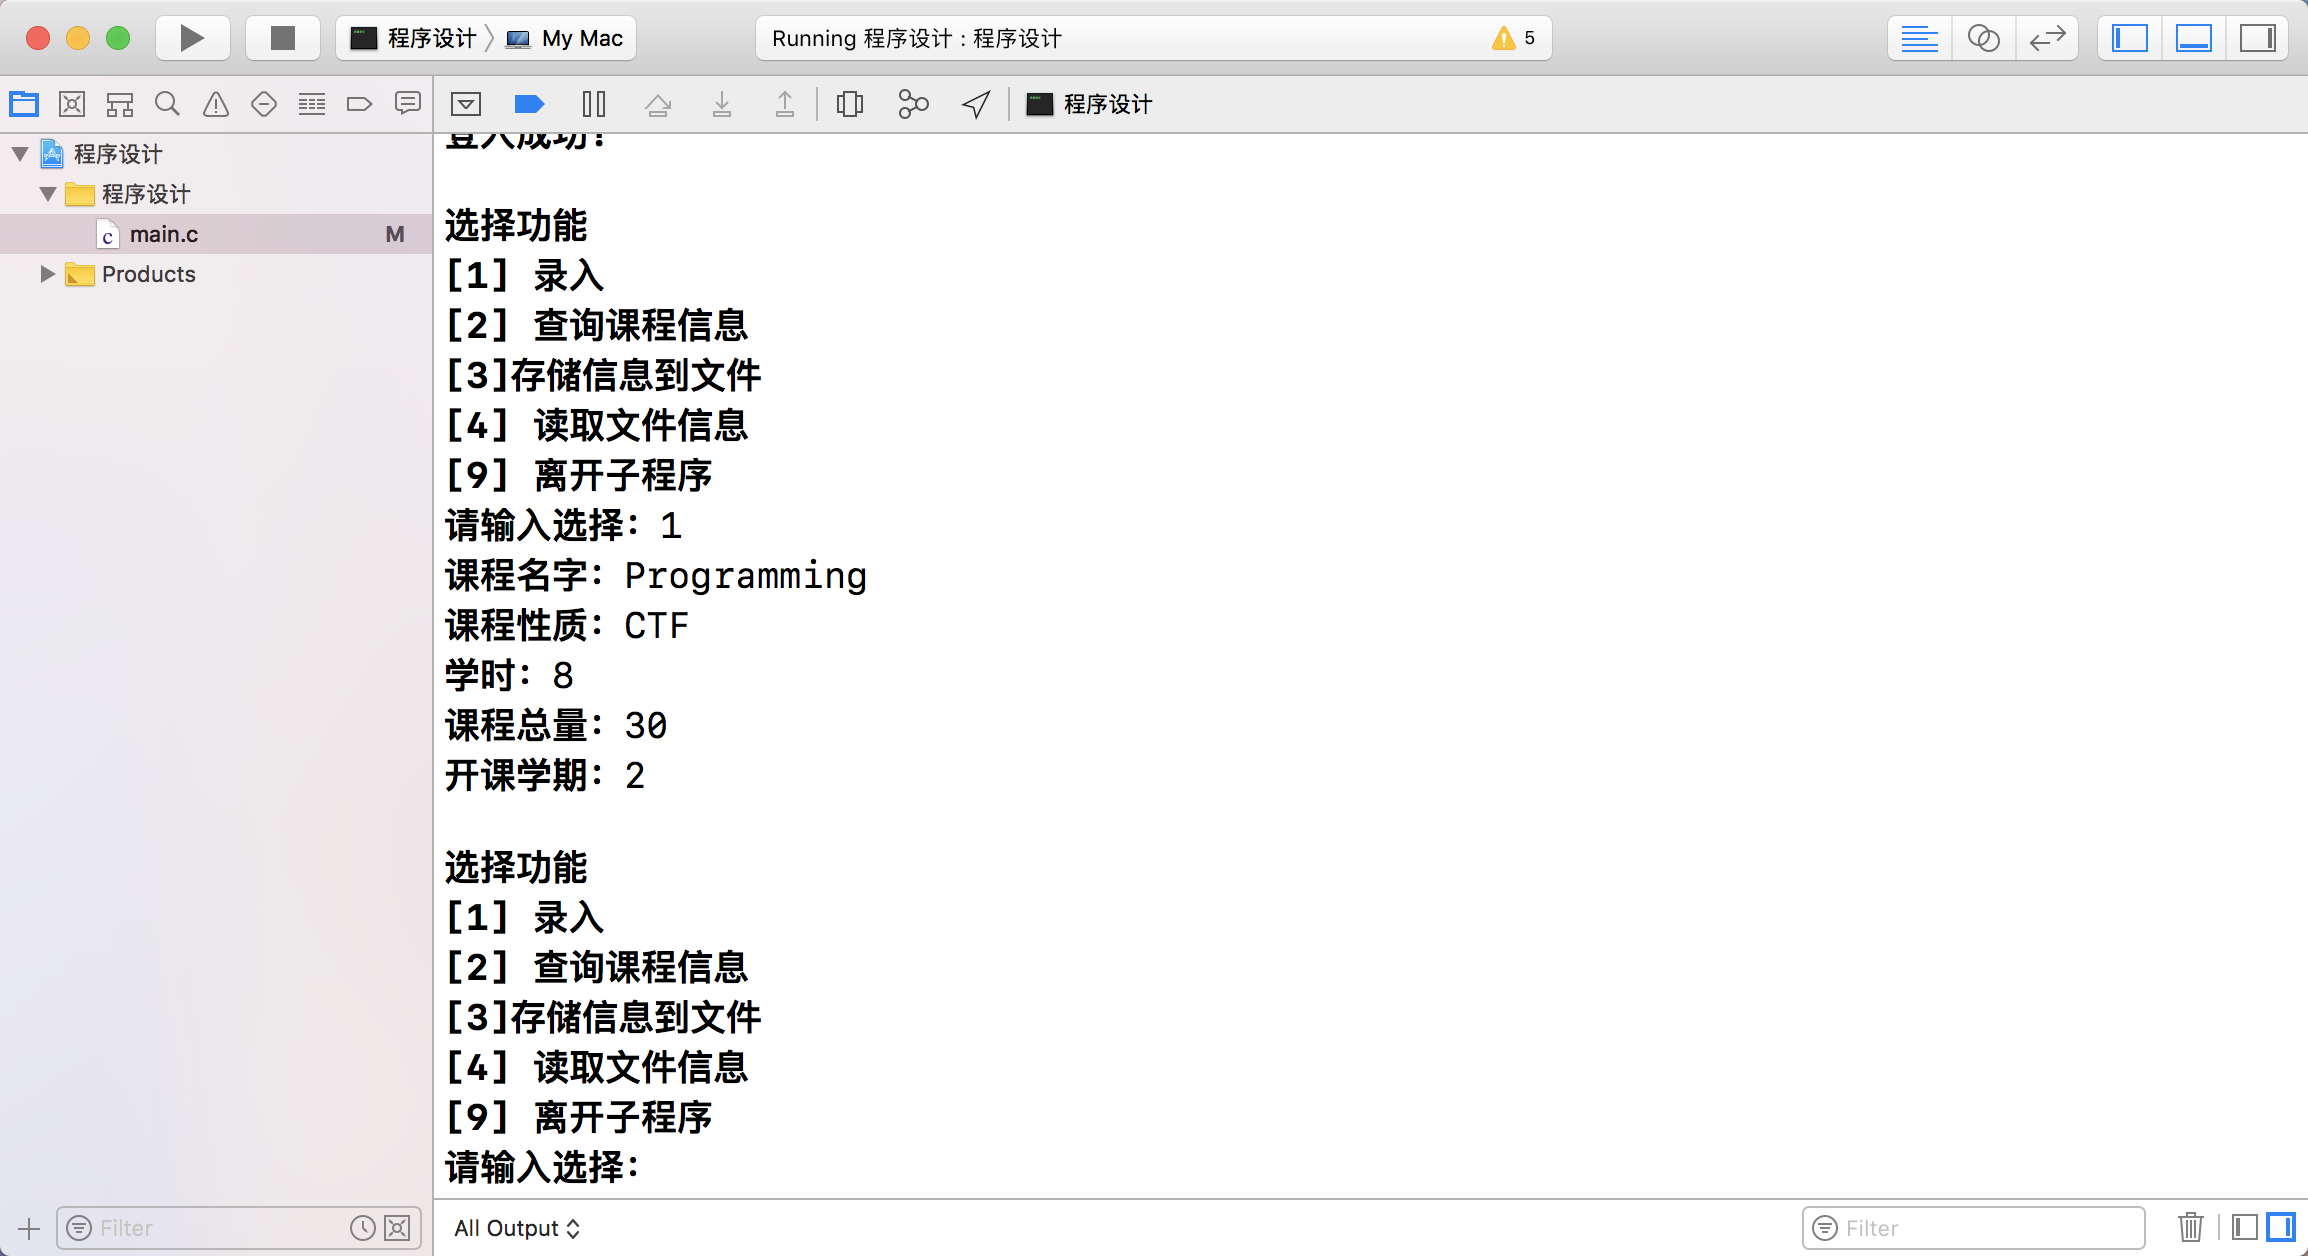 程序设计 My Mac
Running 程序设计 : 程序设计
5
程序设计
程序设计
程序设计
main.c M
Products
登入成功!
选择功能
[1] 录入
[2] 查询课程信息
[3]存储信息到文件
[4] 读取文件信息
[9] 离开子程序
请输入选择: 1
课程名字: Programming
课程性质: CTF
学时: 8
课程总量: 30
开课学期: 2
选择功能
[1] 录入
[2] 查询课程信息
[3]存储信息到文件
[4] 读取文件信息
[9] 离开子程序
请输入选择:
Filter
All Output
Filter